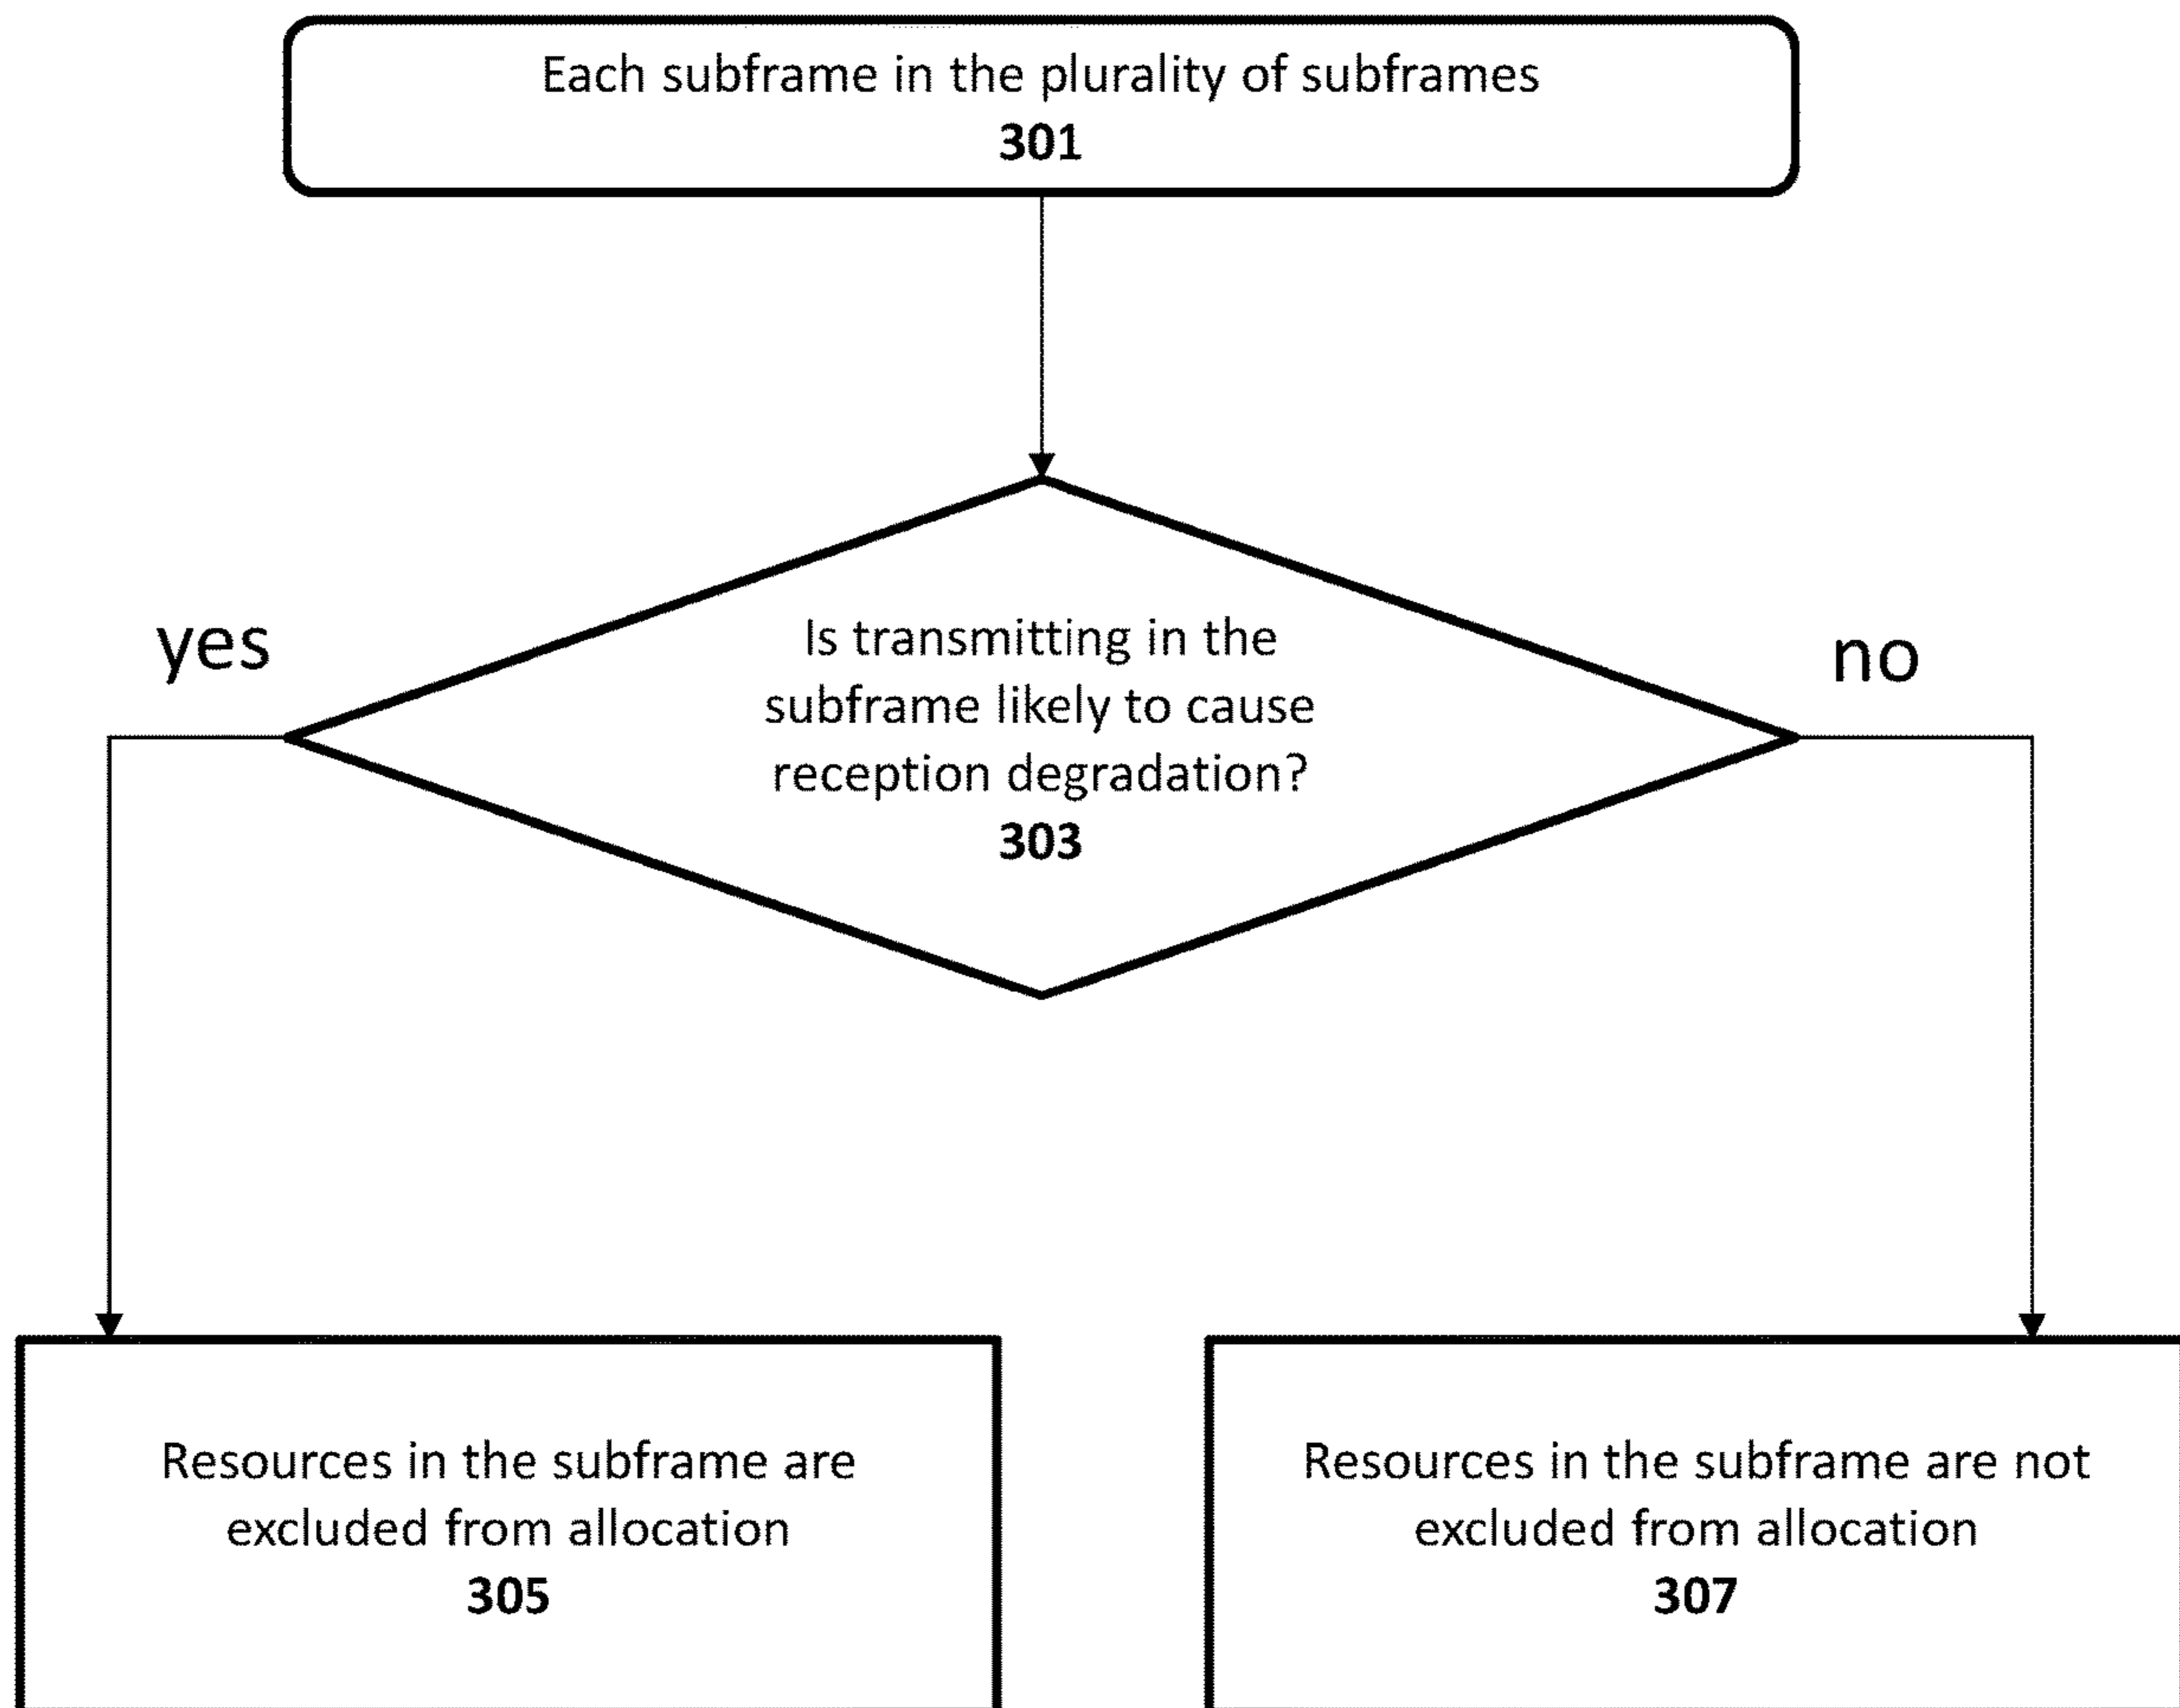 Each subframe in the plurality of subframes
301
yes
no
Is transmitting in the
subframe likely to cause
reception degradation?
303
Resources in the subframe are
excluded from allocation
305
Resources in the subframe are not
excluded from allocation
307